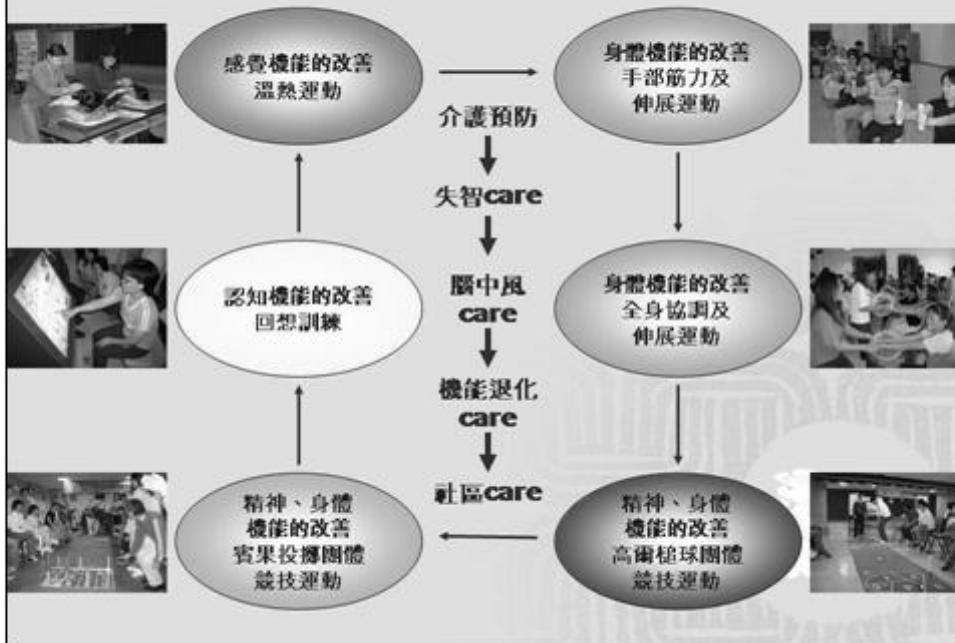 感覺機能的改善
溫熱運動
身體機能的改善
手部筋力及
伸展運動
介護預防
失智care
腦中風
care
機能退化
care
社區care
認知機能的改善
回想訓練
身體機能的改善
全身協調及
伸展運動
精神、身體
機能的改善
賓果投擲團體
競技運動
精神、身體
機能的改善
高爾槌球團體
競技運動